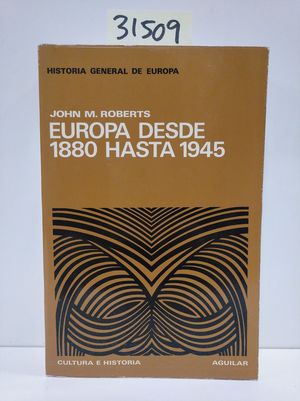 31509
HISTORIA GENERAL DE EUROPA
JOHN M. ROBERTS
EUROPA DESDE
1880 HASTA 1945
CULTURA E HISTORIA AGUILAR